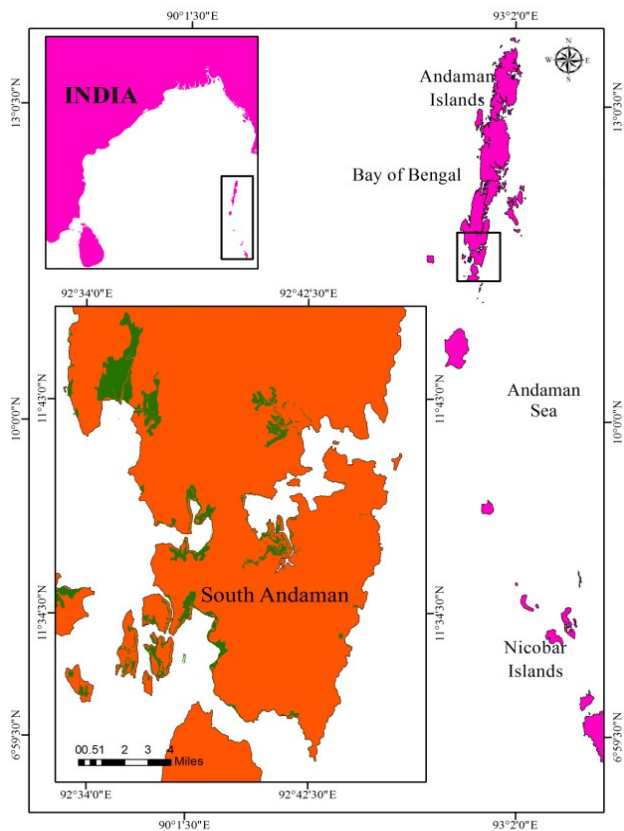 90°1'30"E
93°2'0"E
13°0'30"N
13°0'30"N
INDIA
N
W
E
S
Andaman
Islands
Bay of Bengal
92°34'0"E
92°42'30"E
11°43'0"N
11°43'0"N
10°0'0"N
10°0'0"N
Andaman
Sea
South Andaman
11°34'30"N
11°34'30"N
Nicobar
Islands
6°59'30"N
6°59'30"N
00.51 2 3 4
Miles
92°34'0"E
92°42'30"E
90°1'30"E
93°2'0"E